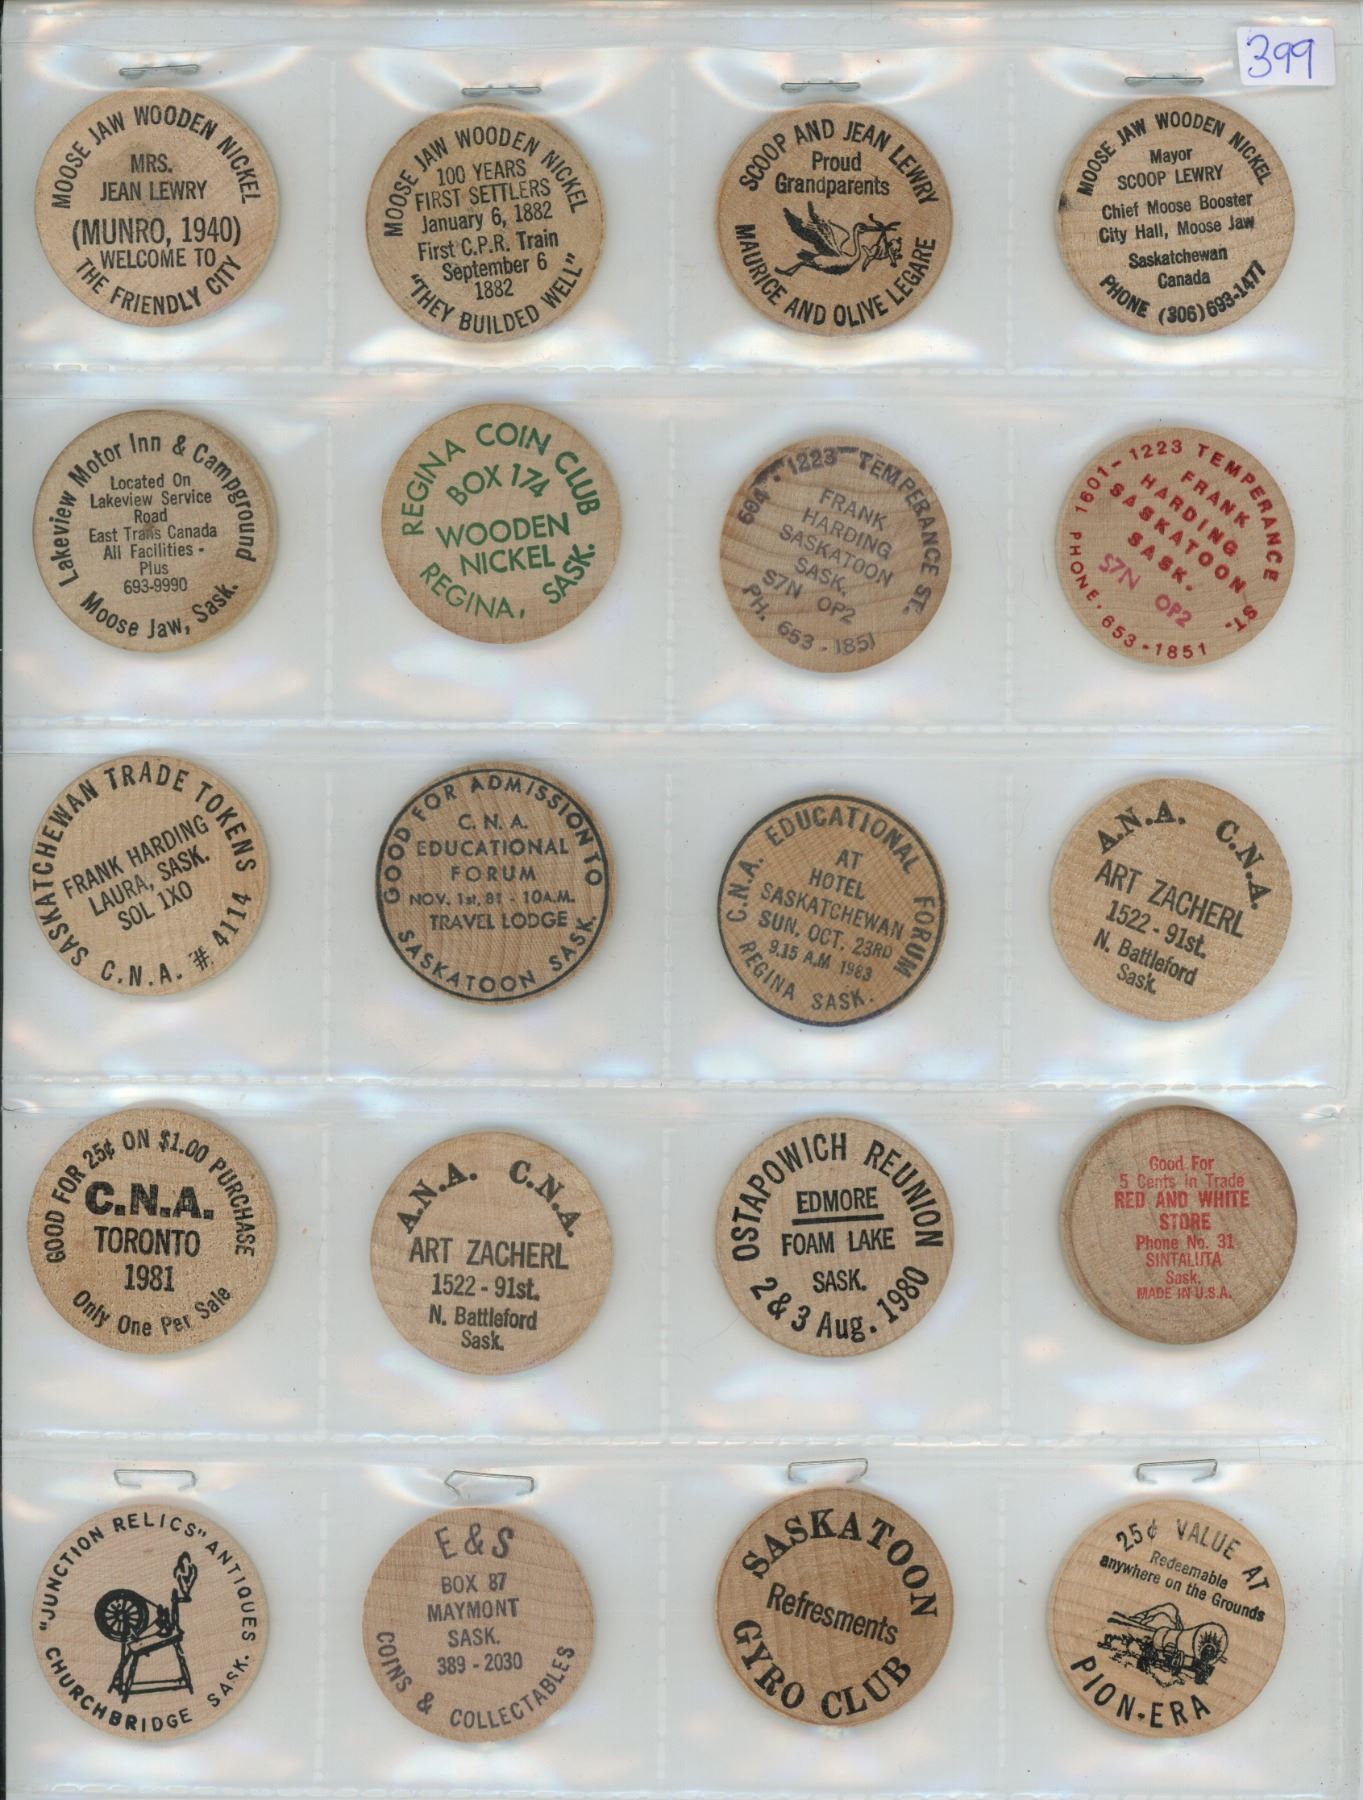 399
MOOSE JAW WOODEN NICKEL
MRS.
JEAN LEWRY
(MUNRO, 1940)
WELCOME TO
THE FRIENDLY CITY
MOOSE JAW WOODEN NICKEL
100 YEARS
FIRST SETTLERS
January 6, 1882
First C.P.R. Train
September 6
1882
"THEY BUILDED WELL"
SCOOP AND JEAN LEWRY
Proud
Grandparents
MAURICE AND OLIVE LEGARE
MOOSE JAW WOODEN NICKEL
Mayor
SCOOP LEWRY
Chief Moose Booster
City Hall, Moose Jaw
Saskatchewan
Canada
PHONE (306) 693-1477
Lakeview Motor Inn & Campground
Located On
Lakeview Service
Road
East Trans Canada
All Facilities -
Plus
693-9990
Moose Jaw, Sask.
REGINA COIN CLUB
BOX 174
WOODEN
NICKEL
REGINA, SASK.
604-1223 TEMPERANCE ST.
FRANK
HARDING
SASKATOON
SASK.
S7N OP2
PH. 653-1851
1601-1223 TEMPERANCE ST.
FRANK
HARDING
SASKATOON
SASK.
S7N OP2
PHONE. 653-1851
SASKATCHEWAN TRADE TOKENS
FRANK HARDING
LAURA, SASK.
SOL 1XO
C.N.A. # 4114
GOOD FOR ADMISSION TO
C.N.A.
EDUCATIONAL
FORUM
NOV. 1st, 81 - 10A.M.
TRAVEL LODGE
SASKATOON SASK.
C.N.A. EDUCATIONAL FORUM
AT
HOTEL
SASKATCHEWAN
SUN. OCT. 23RD
9.15 A.M 1983
REGINA SASK.
A.N.A. C.N.A.
ART ZACHERL
1522 - 91st.
N. Battleford
Sask.
GOOD FOR 25¢ ON $1.00 PURCHASE
C.N.A.
TORONTO
1981
Only One Per Sale
A.N.A. C.N.A.
ART ZACHERL
1522 - 91st.
N. Battleford
Sask.
OSTAPOWICH REUNION
EDMORE
FOAM LAKE
SASK.
2 & 3 Aug. 1980
Good For
5 Cents in Trade
RED AND WHITE
STORE
Phone No. 31
SINTALUTA
Sask.
MADE IN U.S.A.
"JUNCTION RELICS" ANTIQUES
CHURCHBRIDGE SASK.
E & S
BOX 87
MAYMONT
SASK.
389 - 2030
COINS & COLLECTABLES
SASKATOON
Refresments
GYRO CLUB
25¢ VALUE AT
Redeemable
anywhere on the Grounds
PION-ERA